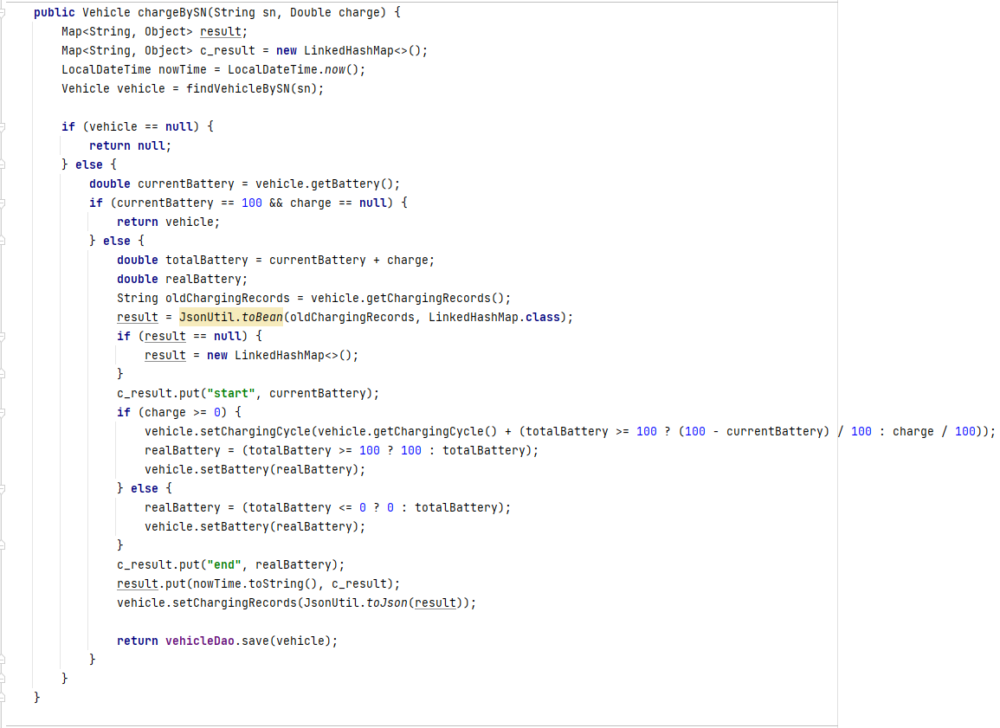 public Vehicle chargeBySN(String sn, Double charge) {
    Map<String, Object> result;
    Map<String, Object> c_result = new LinkedHashMap<>();
    LocalDateTime nowTime = LocalDateTime.now();
    Vehicle vehicle = findVehicleBySN(sn);

    if (vehicle == null) {
        return null;
    } else {
        double currentBattery = vehicle.getBattery();
        if (currentBattery == 100 && charge == null) {
            return vehicle;
        } else {
            double totalBattery = currentBattery + charge;
            double realBattery;
            String oldChargingRecords = vehicle.getChargingRecords();
            result = JsonUtil.toBean(oldChargingRecords, LinkedHashMap.class);
            if (result == null) {
                result = new LinkedHashMap<>();
            }
            c_result.put("start", currentBattery);
            if (charge >= 0) {
                vehicle.setChargingCycle(vehicle.getChargingCycle() + (totalBattery >= 100 ? (100 - currentBattery) / 100 : charge / 100));
                realBattery = (totalBattery >= 100 ? 100 : totalBattery);
                vehicle.setBattery(realBattery);
            } else {
                realBattery = (totalBattery <= 0 ? 0 : totalBattery);
                vehicle.setBattery(realBattery);
            }
            c_result.put("end", realBattery);
            result.put(nowTime.toString(), c_result);
            vehicle.setChargingRecords(JsonUtil.toJson(result));

            return vehicleDao.save(vehicle);
        }
    }
}